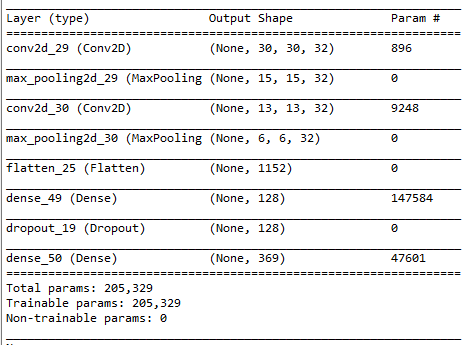 Layer (type) Output Shape Param #
conv2d_29 (Conv2D) (None, 30, 30, 32) 896
max_pooling2d_29 (MaxPooling (None, 15, 15, 32) 0
conv2d_30 (Conv2D) (None, 13, 13, 32) 9248
max_pooling2d_30 (MaxPooling (None, 6, 6, 32) 0
flatten_25 (Flatten) (None, 1152) 0
dense_49 (Dense) (None, 128) 147584
dropout_19 (Dropout) (None, 128) 0
dense_50 (Dense) (None, 369) 47601
Total params: 205,329
Trainable params: 205,329
Non-trainable params: 0